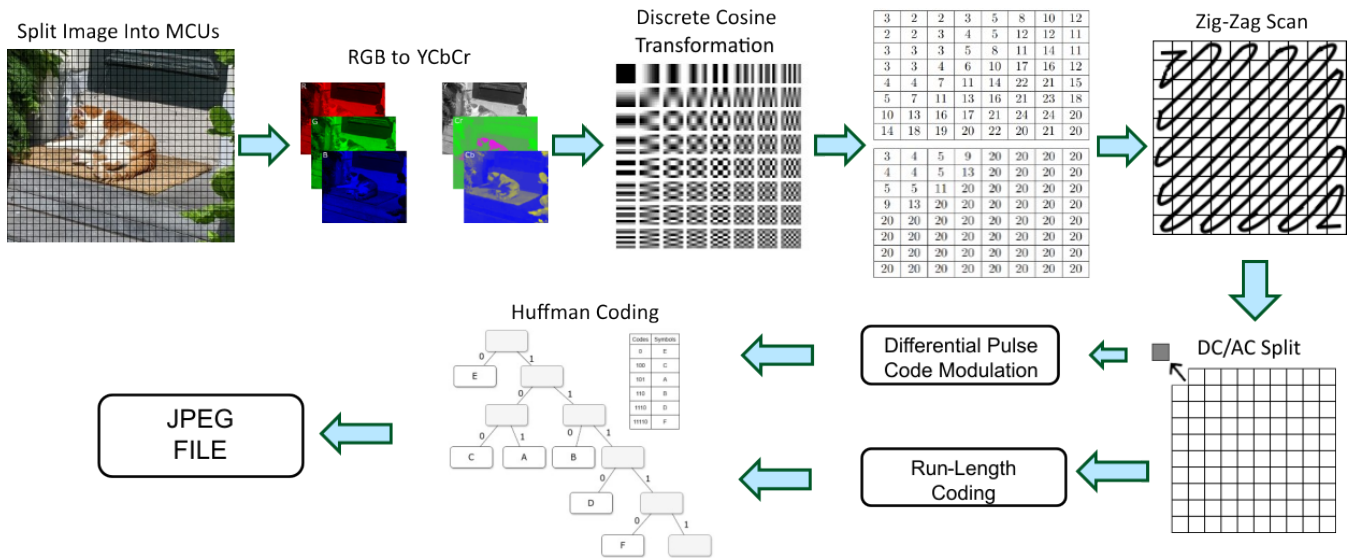 Split Image Into MCUs
RGB to YCbCr
R
G
B
Cr
Cb
Discrete Cosine
Transformation
3 2 2 3 5 8 10 12
2 2 3 4 5 12 12 11
3 3 3 5 8 11 14 11
3 3 4 6 10 17 16 12
4 4 7 11 14 22 21 15
5 7 11 13 16 21 23 18
10 13 16 17 21 24 24 20
14 18 19 20 22 20 21 20
3 4 5 9 20 20 20 20
4 4 5 13 20 20 20 20
5 5 11 20 20 20 20 20
9 13 20 20 20 20 20 20
20 20 20 20 20 20 20 20
20 20 20 20 20 20 20 20
20 20 20 20 20 20 20 20
20 20 20 20 20 20 20 20
Zig-Zag Scan
DC/AC Split
Differential Pulse
Code Modulation
Run-Length
Coding
Huffman Coding
0 1
E
0 1
0 1
0 1
C A B
0 1
D
0 1
F
Codes Symbols
0 E
100 C
101 A
110 B
1110 D
11110 F
JPEG
FILE